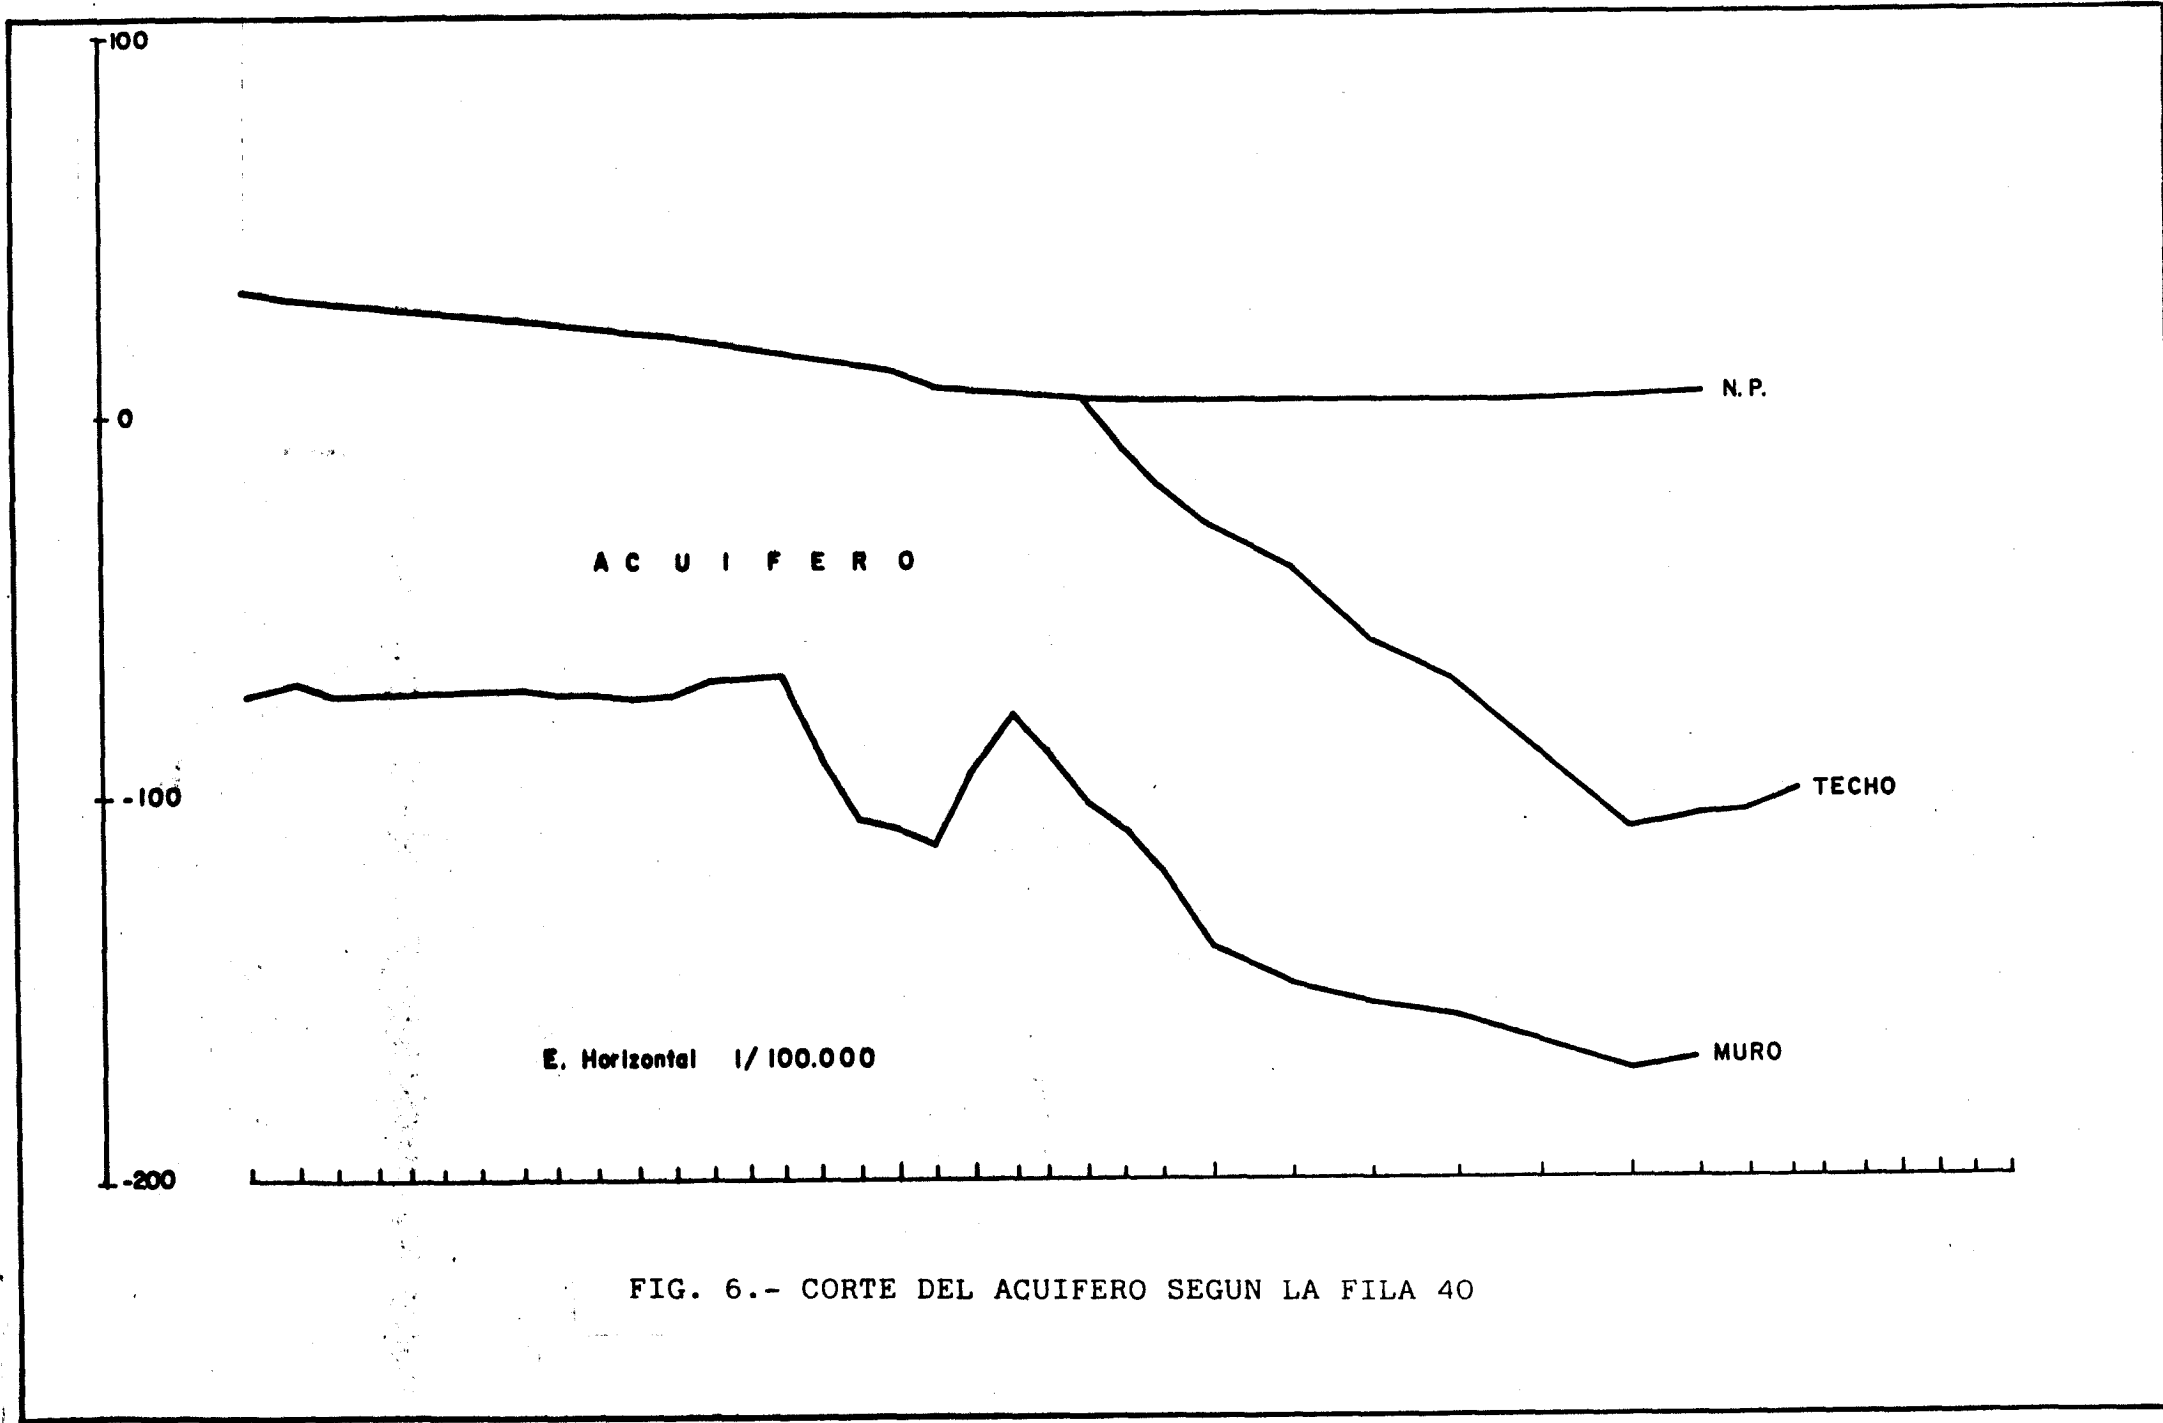 100
N.P.
0
ACUIFERO
-100
TECHO
MURO
E. Horizontal 1/100.000
-200
FIG. 6.- CORTE DEL ACUIFERO SEGUN LA FILA 40